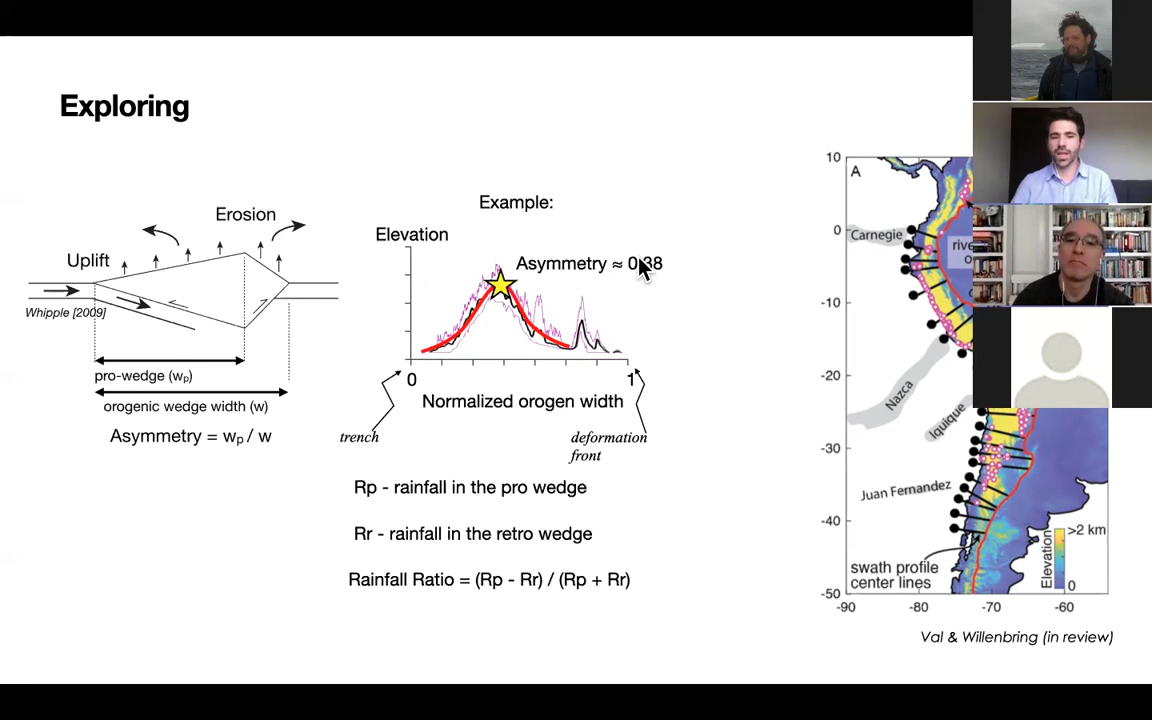 Exploring
Erosion
Uplift
Whipple [2009]
pro-wedge (wp)
orogenic wedge width (w)
Asymmetry = wp / w
Example:
Elevation
Asymmetry ≈ 0.38
0
1
Normalized orogen width
trench
deformation
front
Rp - rainfall in the pro wedge
Rr - rainfall in the retro wedge
Rainfall Ratio = (Rp - Rr) / (Rp + Rr)
10
A
0
Carnegie
-10
-20
Nazca
Iquique
-30
Juan Fernandez
-40
>2 km
Elevation
0
swath profile
center lines
-50
-90
-80
-70
-60
Val & Willenbring (in review)